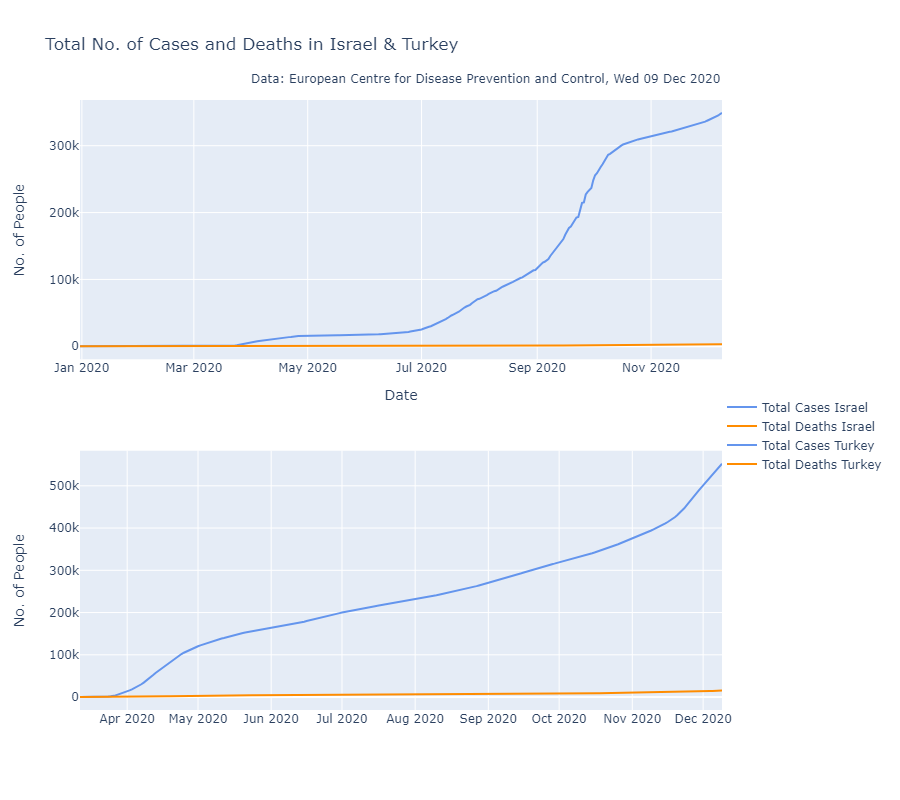 Total No. of Cases and Deaths in Israel & Turkey
Data: European Centre for Disease Prevention and Control, Wed 09 Dec 2020
No. of People
300k
200k
100k
0
Jan 2020 Mar 2020 May 2020 Jul 2020 Sep 2020 Nov 2020
Date
Total Cases Israel
Total Deaths Israel
Total Cases Turkey
Total Deaths Turkey
No. of People
500k
400k
300k
200k
100k
0
Apr 2020 May 2020 Jun 2020 Jul 2020 Aug 2020 Sep 2020 Oct 2020 Nov 2020 Dec 2020